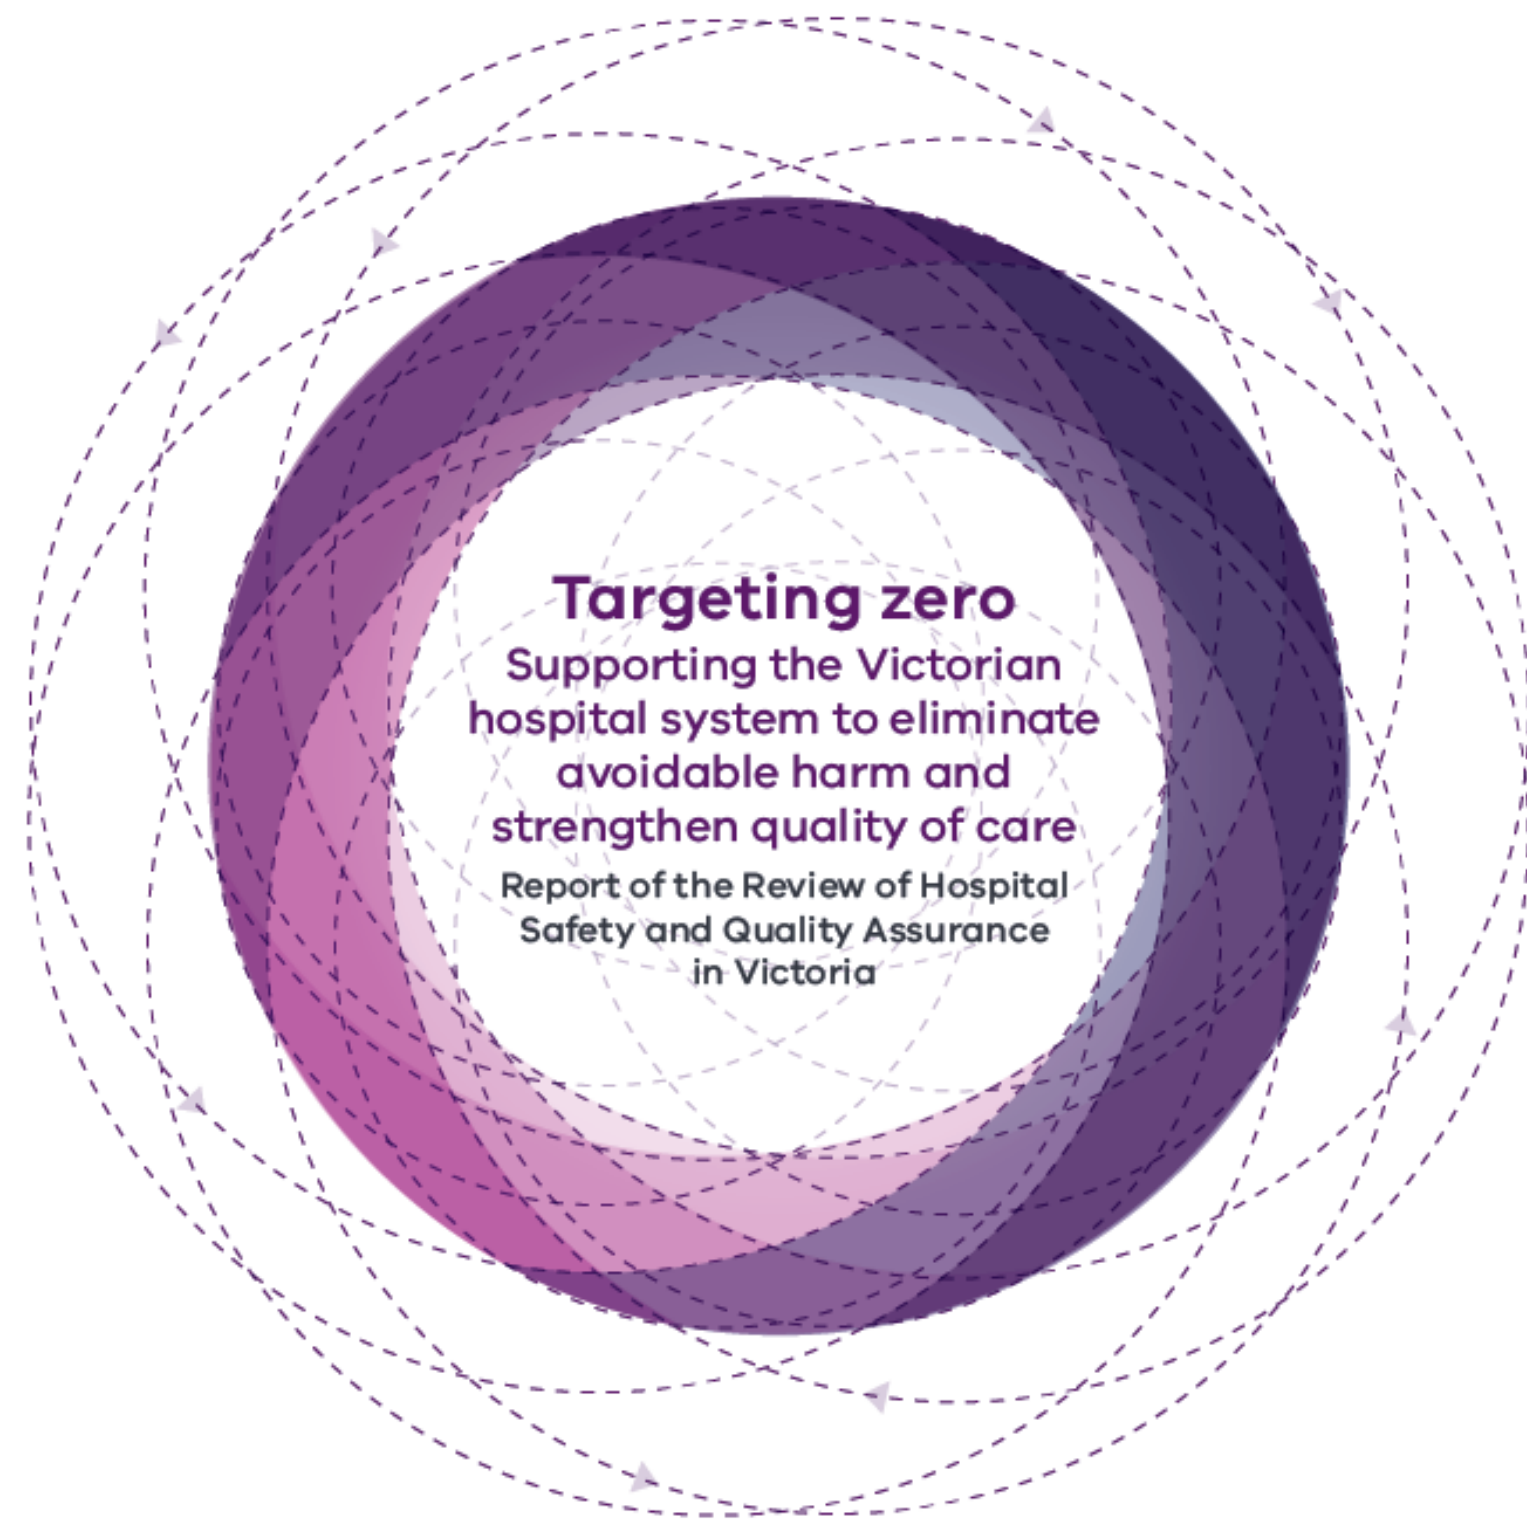 Targeting zero
Supporting the Victorian
hospital system to eliminate
avoidable harm and
strengthen quality of care
Report of the Review of Hospital
Safety and Quality Assurance
in Victoria